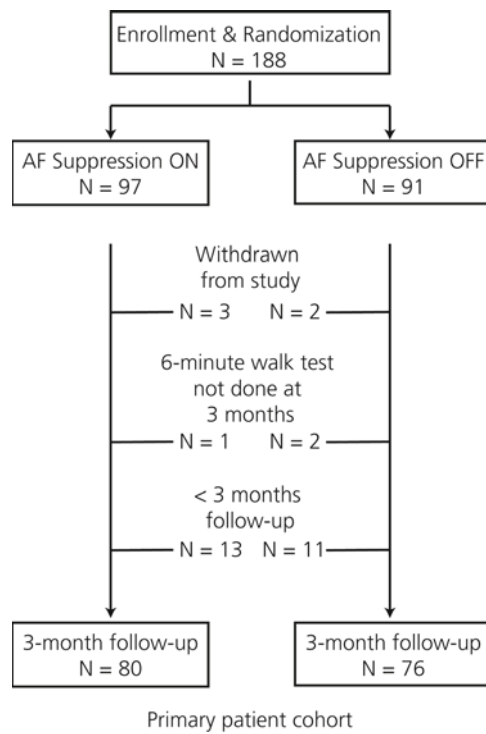 Enrollment & Randomization
N = 188
AF Suppression ON
N = 97
AF Suppression OFF
N = 91
Withdrawn
from study
N = 3 N = 2
6-minute walk test
not done at
3 months
N = 1 N = 2
< 3 months
follow-up
N = 13 N = 11
3-month follow-up
N = 80
3-month follow-up
N = 76
Primary patient cohort